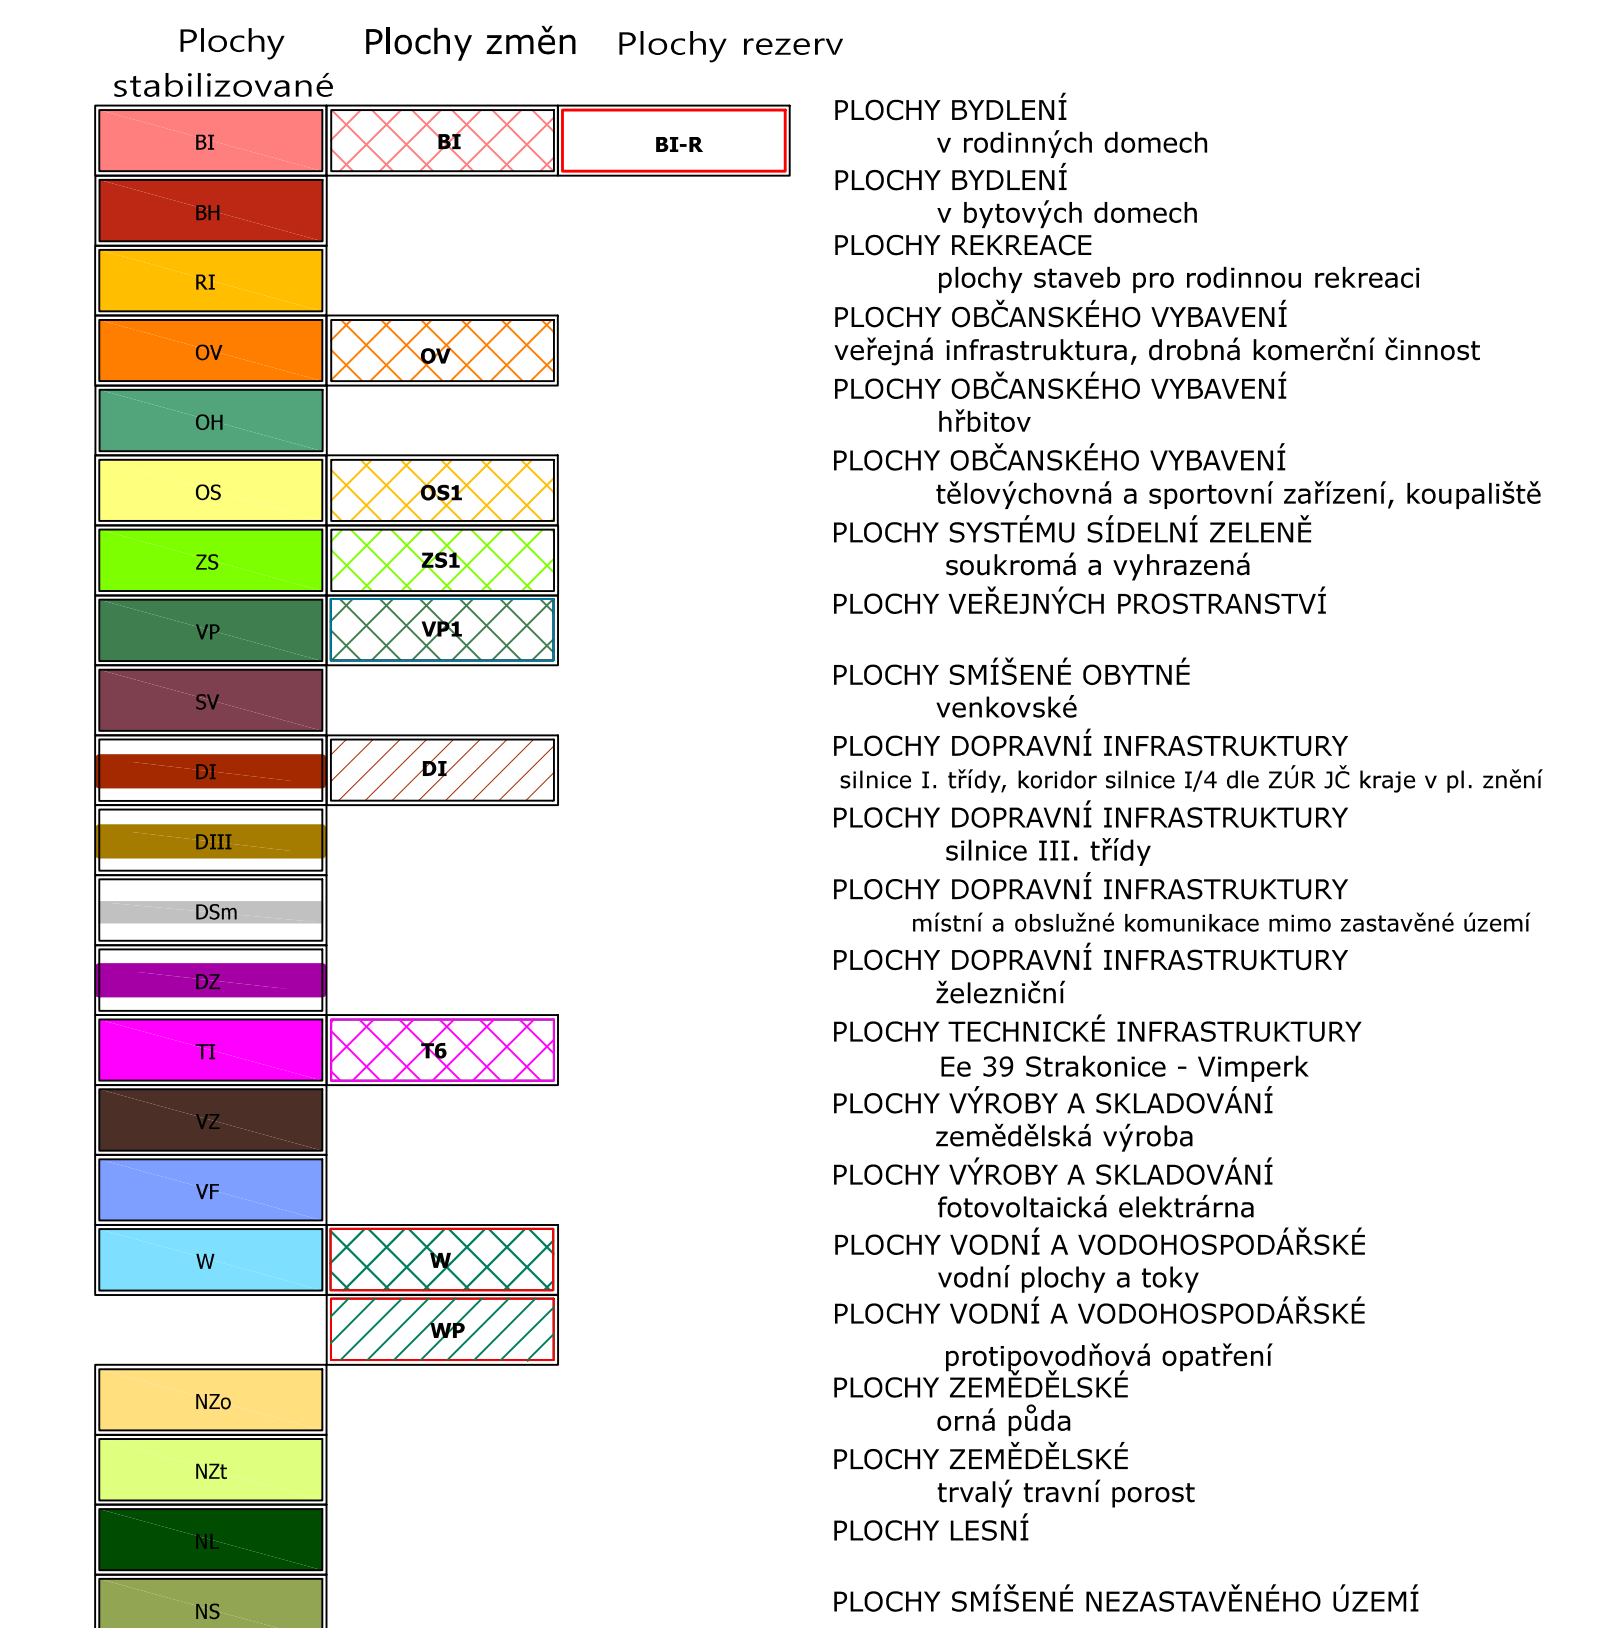 Plochy
stabilizované
Plochy změn
Plochy rezerv
BI
BI
BI-R
PLOCHY BYDLENÍ
v rodinných domech
BH
PLOCHY BYDLENÍ
v bytových domech
RI
PLOCHY REKREACE
plochy staveb pro rodinnou rekreaci
OV
OV
PLOCHY OBČANSKÉHO VYBAVENÍ
veřejná infrastruktura, drobná komerční činnost
OH
PLOCHY OBČANSKÉHO VYBAVENÍ
hřbitov
OS
OS1
PLOCHY OBČANSKÉHO VYBAVENÍ
tělovýchovná a sportovní zařízení, koupaliště
ZS
ZS1
PLOCHY SYSTÉMU SÍDELNÍ ZELENĚ
soukromá a vyhrazená
VP
VP1
PLOCHY VEŘEJNÝCH PROSTRANSTVÍ
SV
PLOCHY SMÍŠENÉ OBYTNÉ
venkovské
DI
DI
PLOCHY DOPRAVNÍ INFRASTRUKTURY
silnice I. třídy, koridor silnice I/4 dle ZÚR JČ kraje v pl. znění
DIII
PLOCHY DOPRAVNÍ INFRASTRUKTURY
silnice III. třídy
DSm
PLOCHY DOPRAVNÍ INFRASTRUKTURY
místní a obslužné komunikace mimo zastavěné území
DZ
PLOCHY DOPRAVNÍ INFRASTRUKTURY
železniční
TI
T6
PLOCHY TECHNICKÉ INFRASTRUKTURY
Ee 39 Strakonice - Vimperk
VZ
PLOCHY VÝROBY A SKLADOVÁNÍ
zemědělská výroba
VF
PLOCHY VÝROBY A SKLADOVÁNÍ
fotovoltaická elektrárna
W
W
PLOCHY VODNÍ A VODOHOSPODÁŘSKÉ
vodní plochy a toky
WP
PLOCHY VODNÍ A VODOHOSPODÁŘSKÉ
protipovodňová opatření
NZo
PLOCHY ZEMĚDĚLSKÉ
orná půda
NZt
PLOCHY ZEMĚDĚLSKÉ
trvalý travní porost
NL
PLOCHY LESNÍ
NS
PLOCHY SMÍŠENÉ NEZASTAVĚNÉHO ÚZEMÍ